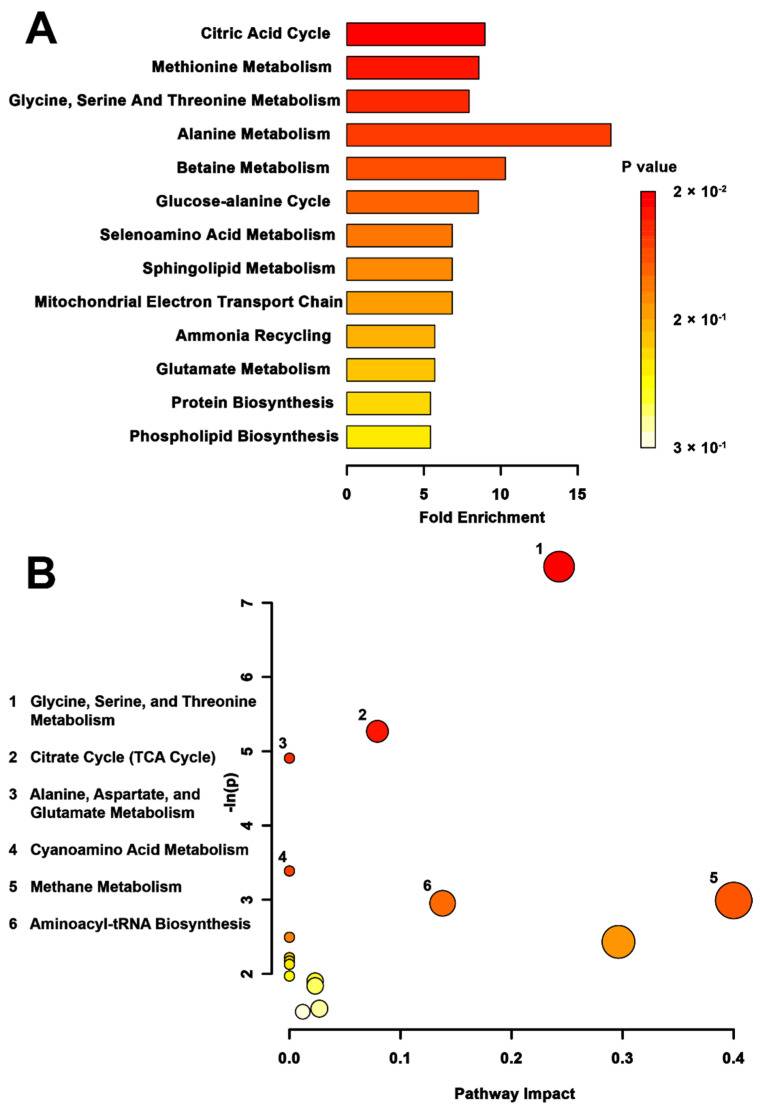 A
Citric Acid Cycle
Methionine Metabolism
Glycine, Serine And Threonine Metabolism
Alanine Metabolism
Betaine Metabolism
Glucose-alanine Cycle
Selenoamino Acid Metabolism
Sphingolipid Metabolism
Mitochondrial Electron Transport Chain
Ammonia Recycling
Glutamate Metabolism
Protein Biosynthesis
Phospholipid Biosynthesis
0 5 10 15
Fold Enrichment
P value
2 × 10⁻²
2 × 10⁻¹
3 × 10⁻¹
B
1 Glycine, Serine, and Threonine
Metabolism
2 Citrate Cycle (TCA Cycle)
3 Alanine, Aspartate, and
Glutamate Metabolism
4 Cyanoamino Acid Metabolism
5 Methane Metabolism
6 Aminoacyl-tRNA Biosynthesis
-ln(p)
7
6
5
4
3
2
1
2
3
4
6
5
0.0 0.1 0.2 0.3 0.4
Pathway Impact